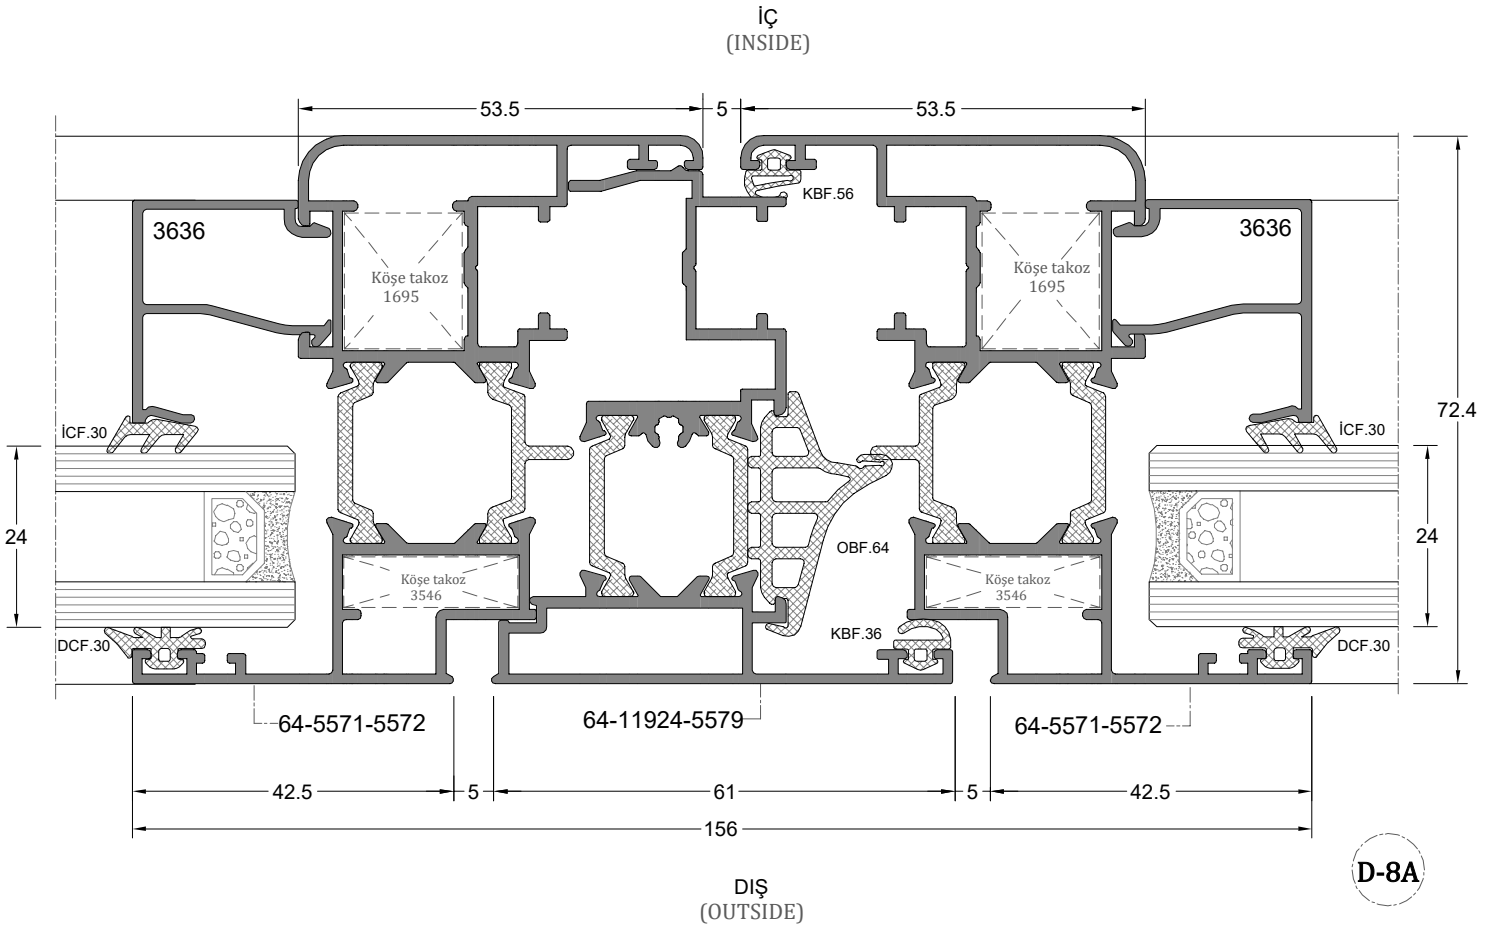 İÇ
(INSIDE)
53.5
5
53.5
KBF.56
3636
3636
Köşe takoz
1695
Köşe takoz
1695
72.4
İCF.30
İCF.30
24
24
OBF.64
Köşe takoz
3546
Köşe takoz
3546
KBF.36
DCF.30
DCF.30
64-5571-5572
64-11924-5579
64-5571-5572
42.5
5
61
5
42.5
156
D-8A
DIŞ
(OUTSIDE)